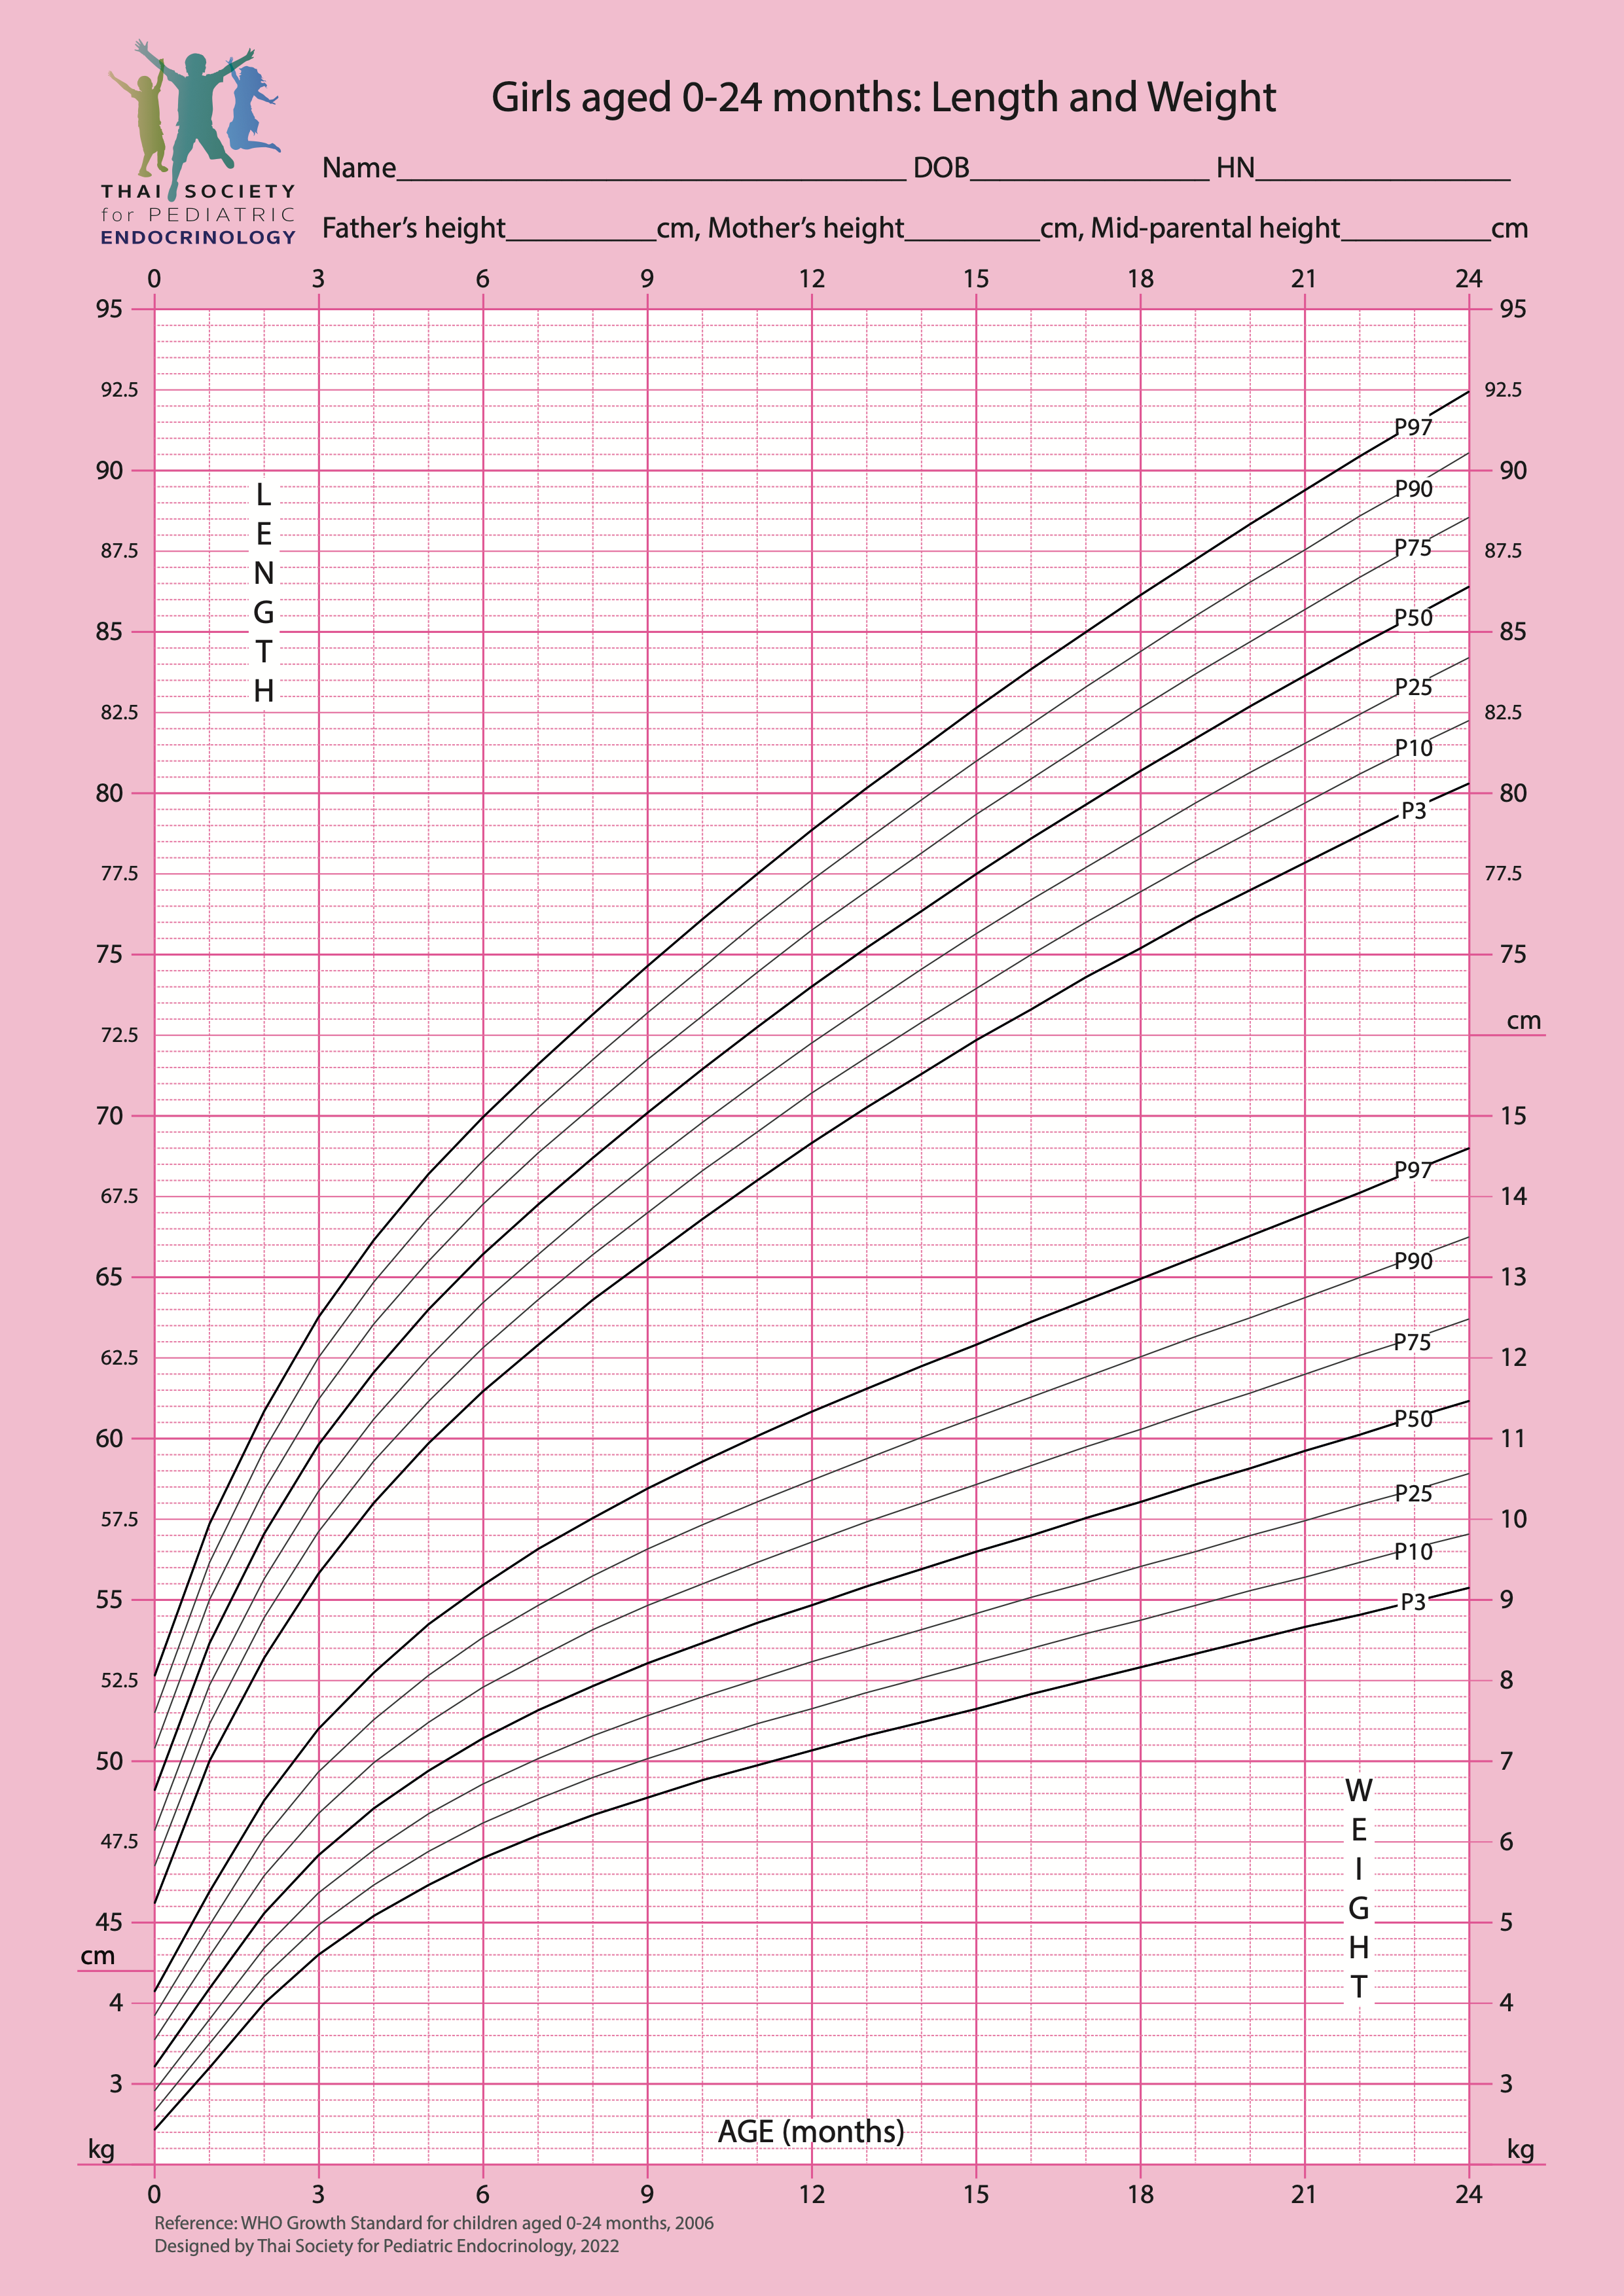 Girls aged 0-24 months: Length and Weight
THAI SOCIETY
for PEDIATRIC
ENDOCRINOLOGY
Name DOB HN
Father’s height cm, Mother’s height cm, Mid-parental height cm
0 3 6 9 12 15 18 21 24
95 95
92.5 92.5
P97
90 90
P90
87.5 87.5
P75
85 85
P50
82.5 82.5
P25
P10
80 80
P3
77.5 77.5
75 75
72.5 cm
70 15
P97
67.5 14
65 13
P90
62.5 12
P75
60 11
P50
57.5 10
P25
P10
55 9
P3
52.5 8
50 7
47.5 6
45 5
cm
4 4
3 3
kg kg
LENGTH
WEIGHT
AGE (months)
0 3 6 9 12 15 18 21 24
Reference: WHO Growth Standard for children aged 0-24 months, 2006
Designed by Thai Society for Pediatric Endocrinology, 2022